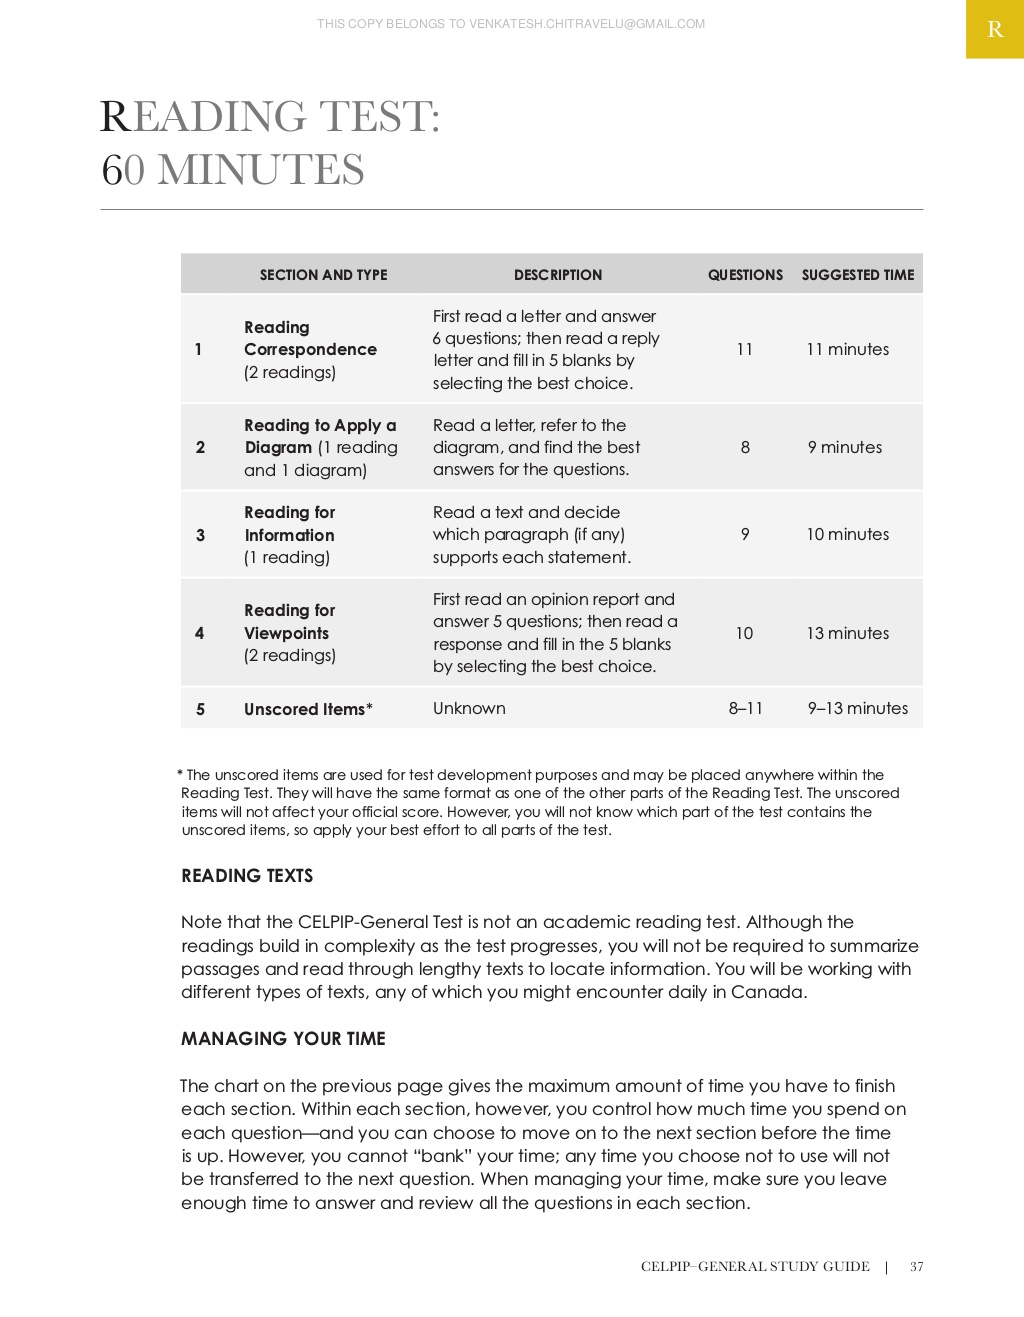 THIS COPY BELONGS TO VENKATESH.CHITRAVELU@GMAIL.COM
R
READING TEST:
60 MINUTES
SECTION AND TYPE DESCRIPTION QUESTIONS SUGGESTED TIME
1
Reading
Correspondence
(2 readings)
First read a letter and answer
6 questions; then read a reply
letter and fill in 5 blanks by
selecting the best choice.
11
11 minutes
2
Reading to Apply a
Diagram (1 reading
and 1 diagram)
Read a letter, refer to the
diagram, and find the best
answers for the questions.
8
9 minutes
3
Reading for
Information
(1 reading)
Read a text and decide
which paragraph (if any)
supports each statement.
9
10 minutes
4
Reading for
Viewpoints
(2 readings)
First read an opinion report and
answer 5 questions; then read a
response and fill in the 5 blanks
by selecting the best choice.
10
13 minutes
5
Unscored Items*
Unknown
8–11
9–13 minutes
* The unscored items are used for test development purposes and may be placed anywhere within the
Reading Test. They will have the same format as one of the other parts of the Reading Test. The unscored
items will not affect your official score. However, you will not know which part of the test contains the
unscored items, so apply your best effort to all parts of the test.
READING TEXTS
Note that the CELPIP-General Test is not an academic reading test. Although the
readings build in complexity as the test progresses, you will not be required to summarize
passages and read through lengthy texts to locate information. You will be working with
different types of texts, any of which you might encounter daily in Canada.
MANAGING YOUR TIME
The chart on the previous page gives the maximum amount of time you have to finish
each section. Within each section, however, you control how much time you spend on
each question—and you can choose to move on to the next section before the time
is up. However, you cannot “bank” your time; any time you choose not to use will not
be transferred to the next question. When managing your time, make sure you leave
enough time to answer and review all the questions in each section.
CELPIP–GENERAL STUDY GUIDE | 37